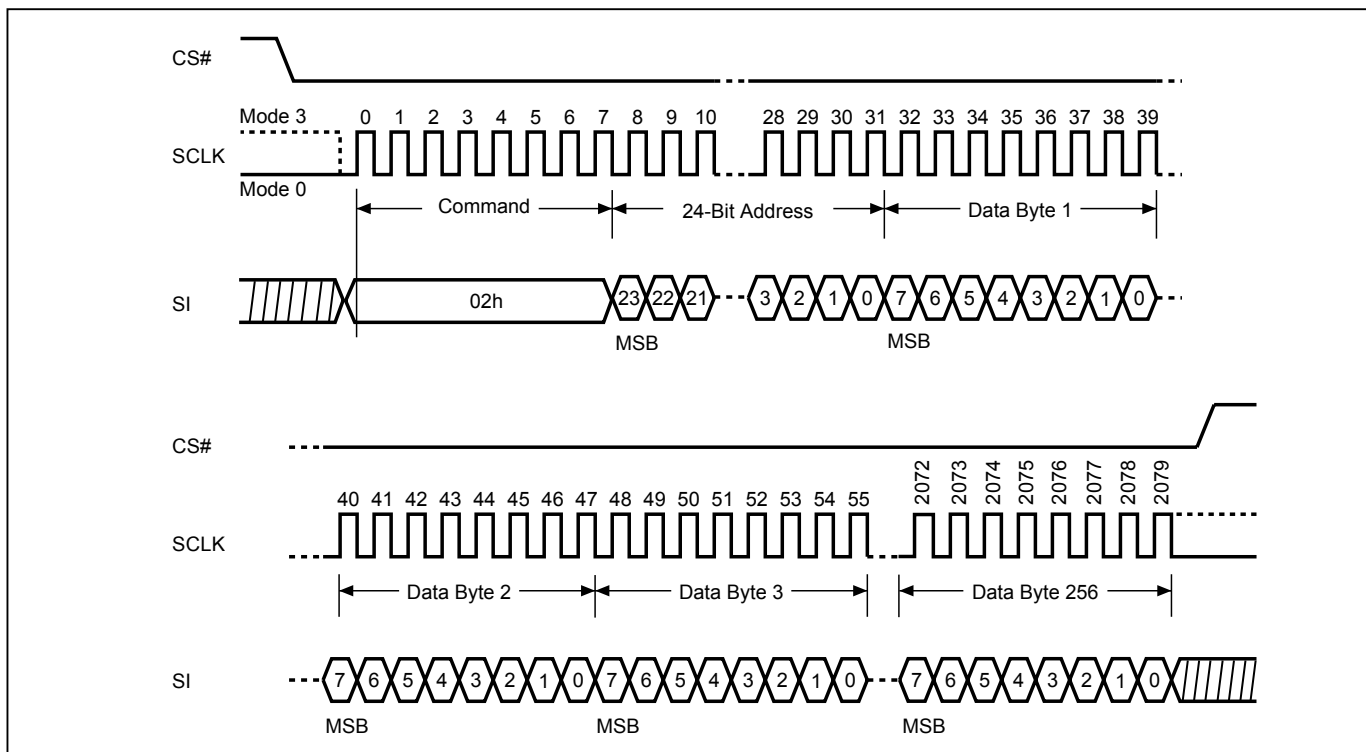 CS#
Mode 3
0 1 2 3 4 5 6 7 8 9 10 28 29 30 31 32 33 34 35 36 37 38 39
SCLK
Mode 0
Command 24-Bit Address Data Byte 1
SI
02h 23 22 21 3 2 1 0 7 6 5 4 3 2 1 0
MSB MSB
CS#
40 41 42 43 44 45 46 47 48 49 50 51 52 53 54 55 2072 2073 2074 2075 2076 2077 2078 2079
SCLK
Data Byte 2 Data Byte 3 Data Byte 256
SI
7 6 5 4 3 2 1 0 7 6 5 4 3 2 1 0 7 6 5 4 3 2 1 0
MSB MSB MSB